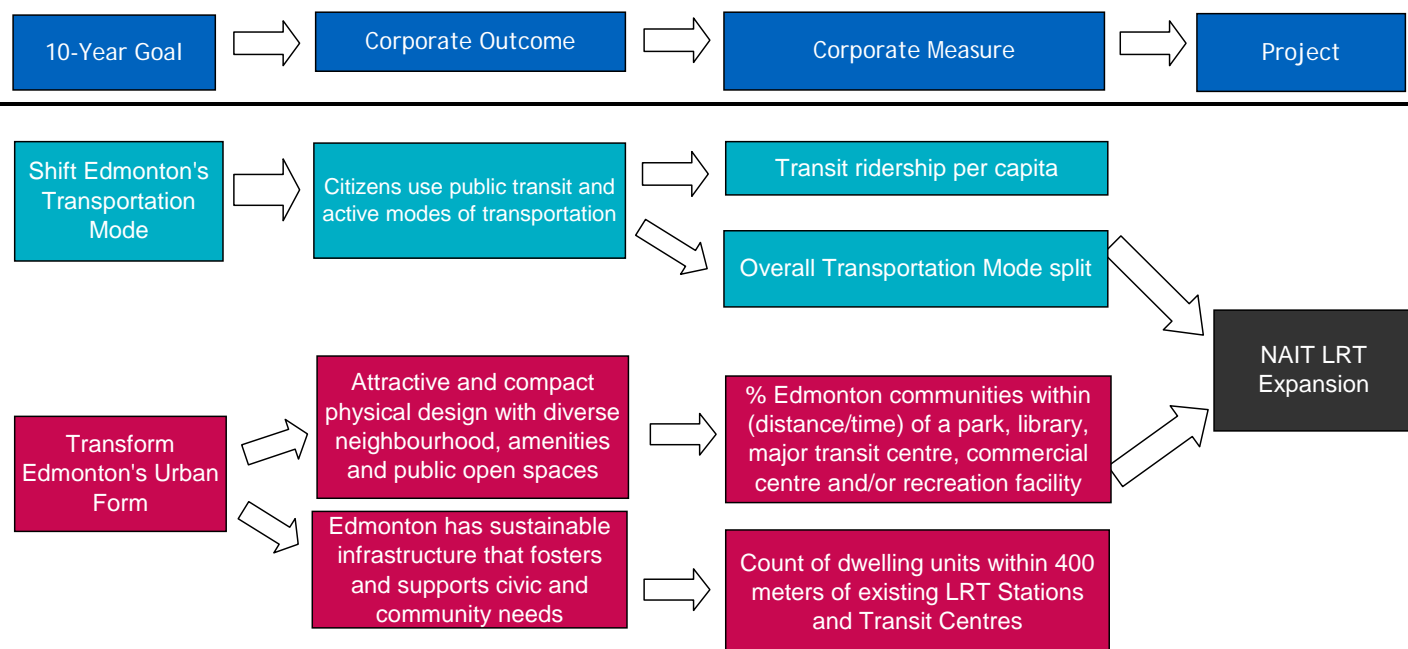 10-Year Goal
Corporate Outcome
Corporate Measure
Project
Shift Edmonton's
Transportation
Mode
Citizens use public transit and
active modes of transportation
Transit ridership per capita
Overall Transportation Mode split
NAIT LRT
Expansion
Transform
Edmonton's Urban
Form
Attractive and compact
physical design with diverse
neighbourhood, amenities
and public open spaces
% Edmonton communities within
(distance/time) of a park, library,
major transit centre, commercial
centre and/or recreation facility
Edmonton has sustainable
infrastructure that fosters
and supports civic and
community needs
Count of dwelling units within 400
meters of existing LRT Stations
and Transit Centres